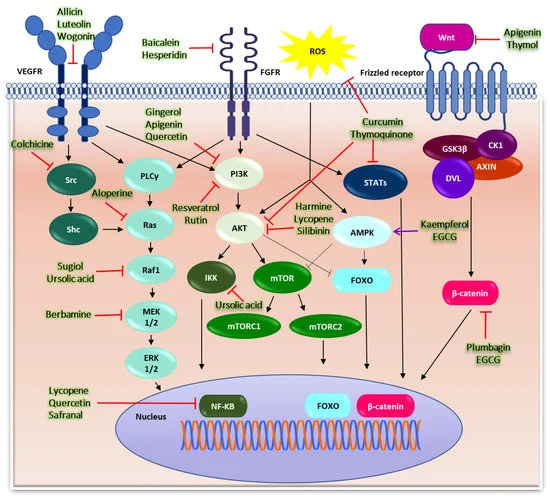 Allicin
Luteolin
Wogonin
VEGFR
Baicalein
Hesperidin
FGFR
ROS
Frizzled receptor
Wnt
Apigenin
Thymol
Colchicine
Gingerol
Apigenin
Quercetin
Curcumin
Thymoquinone
GSK3β
CK1
AXIN
DVL
Src
PLCγ
PI3K
STATs
Aloperine
Resveratrol
Rutin
Harmine
Lycopene
Silibinin
Kaempferol
EGCG
Shc
Ras
AKT
AMPK
Sugiol
Ursolic acid
Raf1
IKK
mTOR
FOXO
β-catenin
Ursolic acid
Berbamine
MEK
1/2
mTORC1
mTORC2
Plumbagin
EGCG
ERK
1/2
Lycopene
Quercetin
Safranal
Nucleus
NF-KB
FOXO
β-catenin